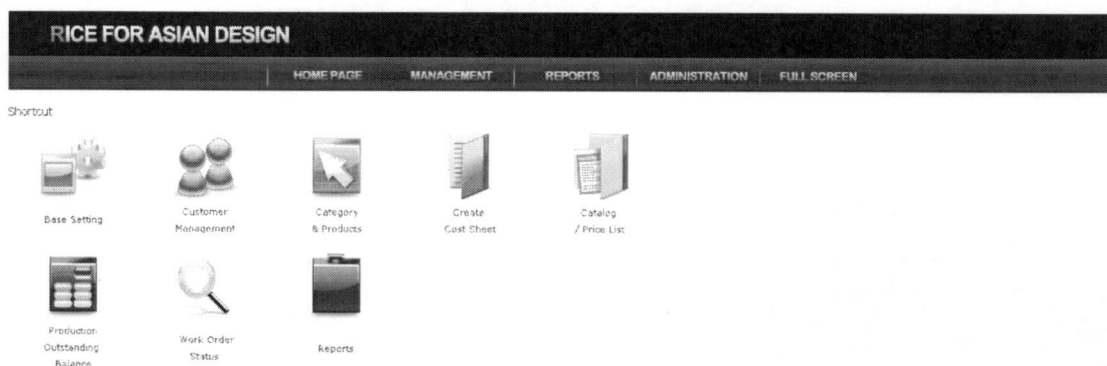 RICE FOR ASIAN DESIGN
HOME PAGE MANAGEMENT REPORTS ADMINISTRATION FULL SCREEN
Shortcut
Base Setting
Customer
Management
Category
& Products
Create
Cost Sheet
Catalog
/ Price List
Production
Outstanding
Balance
Work Order
Status
Reports